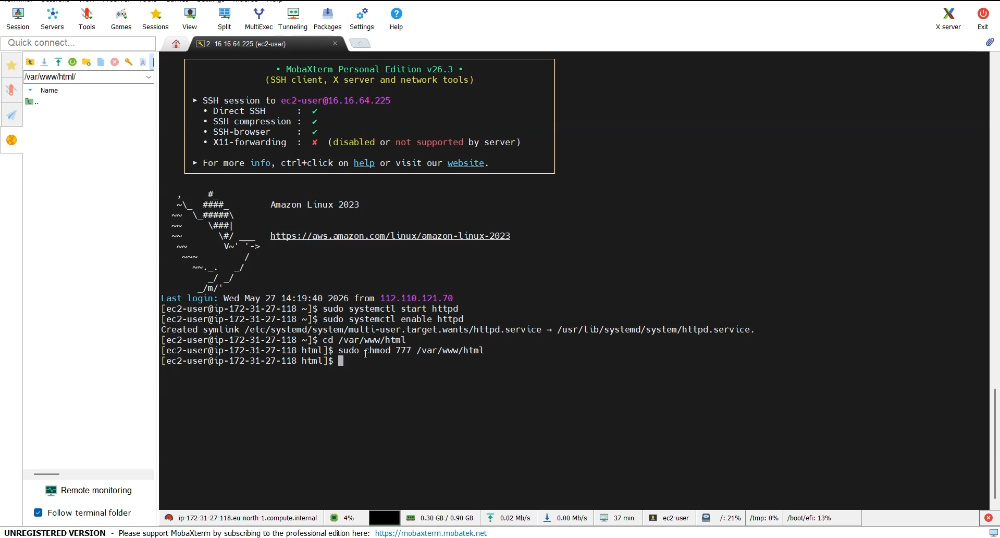 Session Servers Tools Games Sessions View Split MultiExec Tunneling Packages Settings Help X server Exit
Quick connect...
2. 16.16.64.225 (ec2-user)
/var/www/html/
Name
..
• MobaXterm Personal Edition v26.3 •
(SSH client, X server and network tools)
➤ SSH session to ec2-user@16.16.64.225
• Direct SSH : ✔
• SSH compression : ✔
• SSH-browser : ✔
• X11-forwarding : ✘ (disabled or not supported by server)
➤ For more info, ctrl+click on help or visit our website.
, #_
~\_ ####_ Amazon Linux 2023
~~ \_#####\
~~ \###|
~~ \#/ ___ https://aws.amazon.com/linux/amazon-linux-2023
~~ V~' '->
~~~ /
~~._. _/
_/ _/
_/m/'
Last login: Wed May 27 14:19:40 2026 from 112.110.121.70
[ec2-user@ip-172-31-27-118 ~]$ sudo systemctl start httpd
[ec2-user@ip-172-31-27-118 ~]$ sudo systemctl enable httpd
Created symlink /etc/systemd/system/multi-user.target.wants/httpd.service → /usr/lib/systemd/system/httpd.service.
[ec2-user@ip-172-31-27-118 ~]$ cd /var/www/html
[ec2-user@ip-172-31-27-118 html]$ sudo chmod 777 /var/www/html
[ec2-user@ip-172-31-27-118 html]$
Remote monitoring
Follow terminal folder
ip-172-31-27-118.eu-north-1.compute.internal 4% 0.30 GB / 0.90 GB 0.02 Mb/s 0.00 Mb/s 37 min ec2-user /: 21% /tmp: 0% /boot/efi: 13%
UNREGISTERED VERSION - Please support MobaXterm by subscribing to the professional edition here: https://mobaxterm.mobatek.net